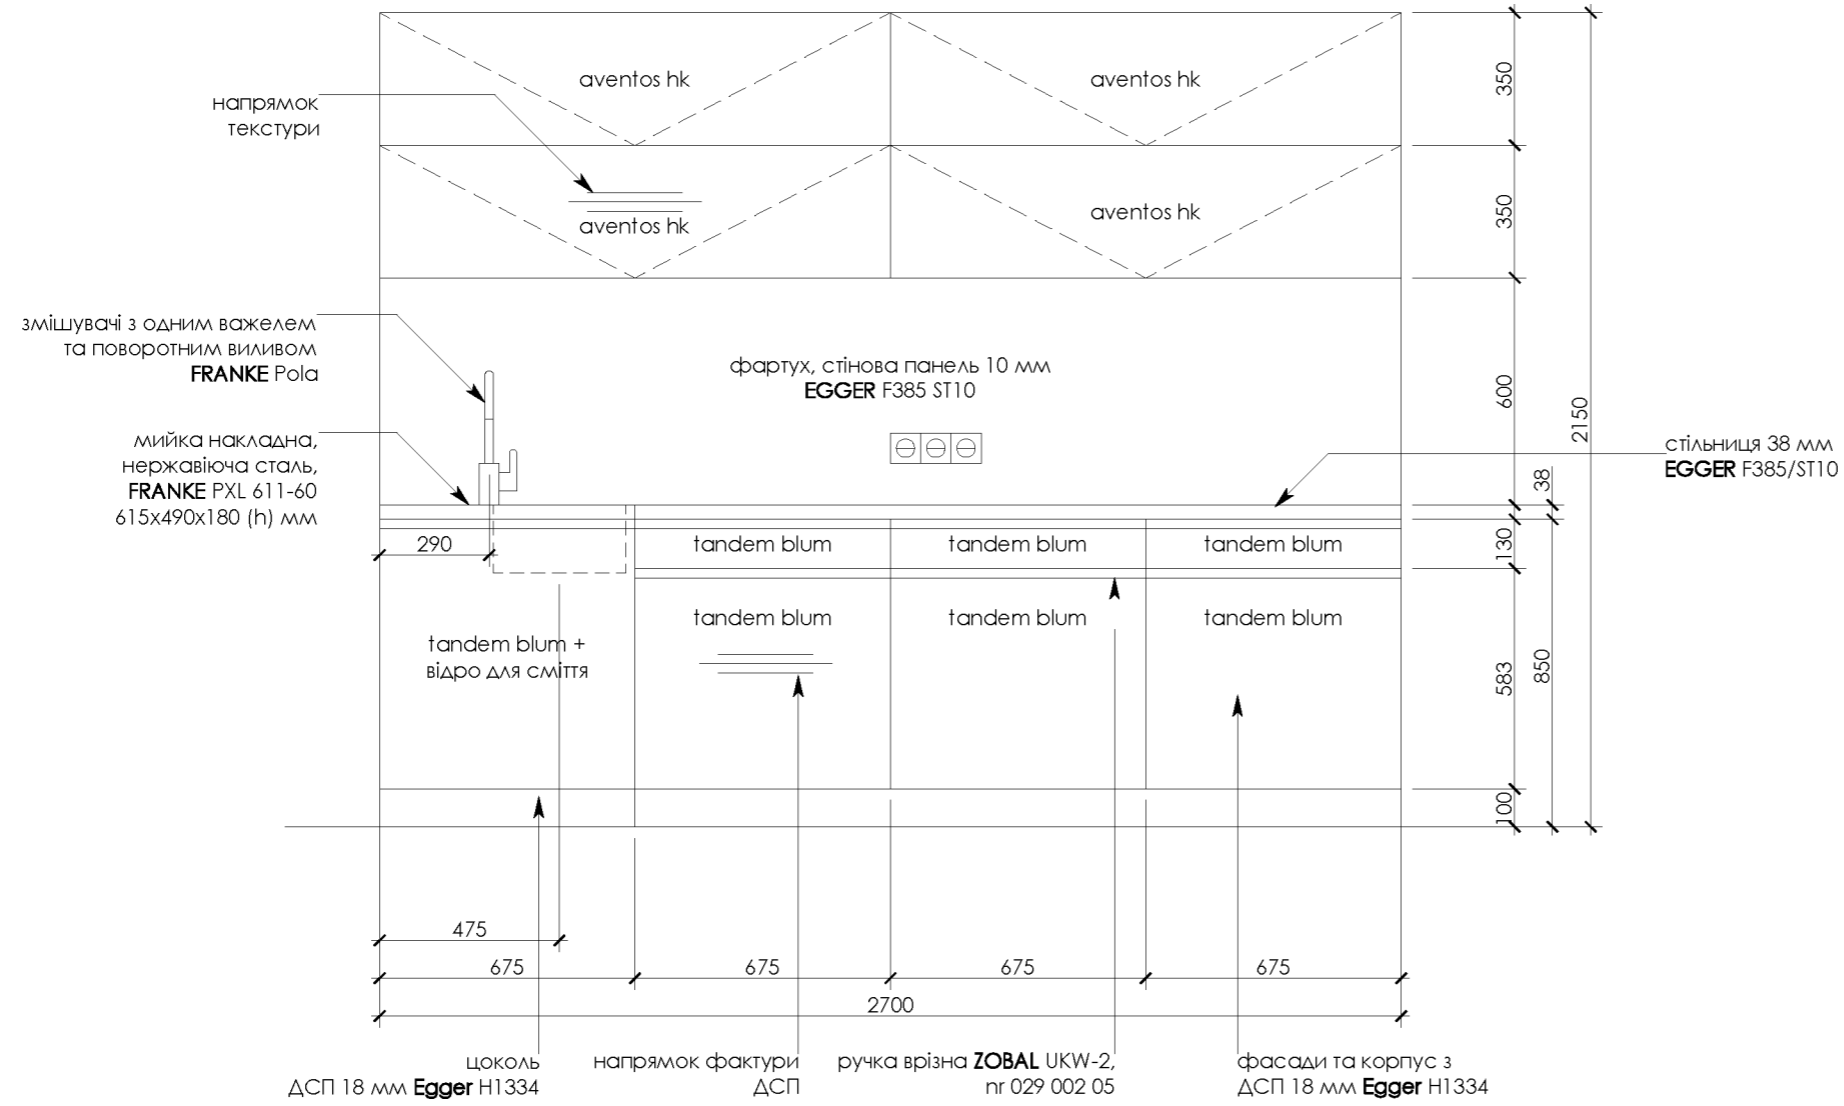 aventos hk
aventos hk
350
напрямок
текстури
aventos hk
aventos hk
350
змішувачі з одним важелем
та поворотним виливом
FRANKE Pola
фартух, стінова панель 10 мм
EGGER F385 ST10
600
2150
мийка накладна,
нержавіюча сталь,
FRANKE PXL 611-60
615x490x180 (h) мм
стільниця 38 мм
EGGER F385/ST10
38
290
tandem blum
tandem blum
tandem blum
130
tandem blum
tandem blum
tandem blum
tandem blum +
відро для сміття
583
850
100
475
675
675
675
675
2700
цоколь
ДСП 18 мм Egger H1334
напрямок фактури
ДСП
ручка врізна ZOBAL UKW-2,
nr 029 002 05
фасади та корпус з
ДСП 18 мм Egger H1334